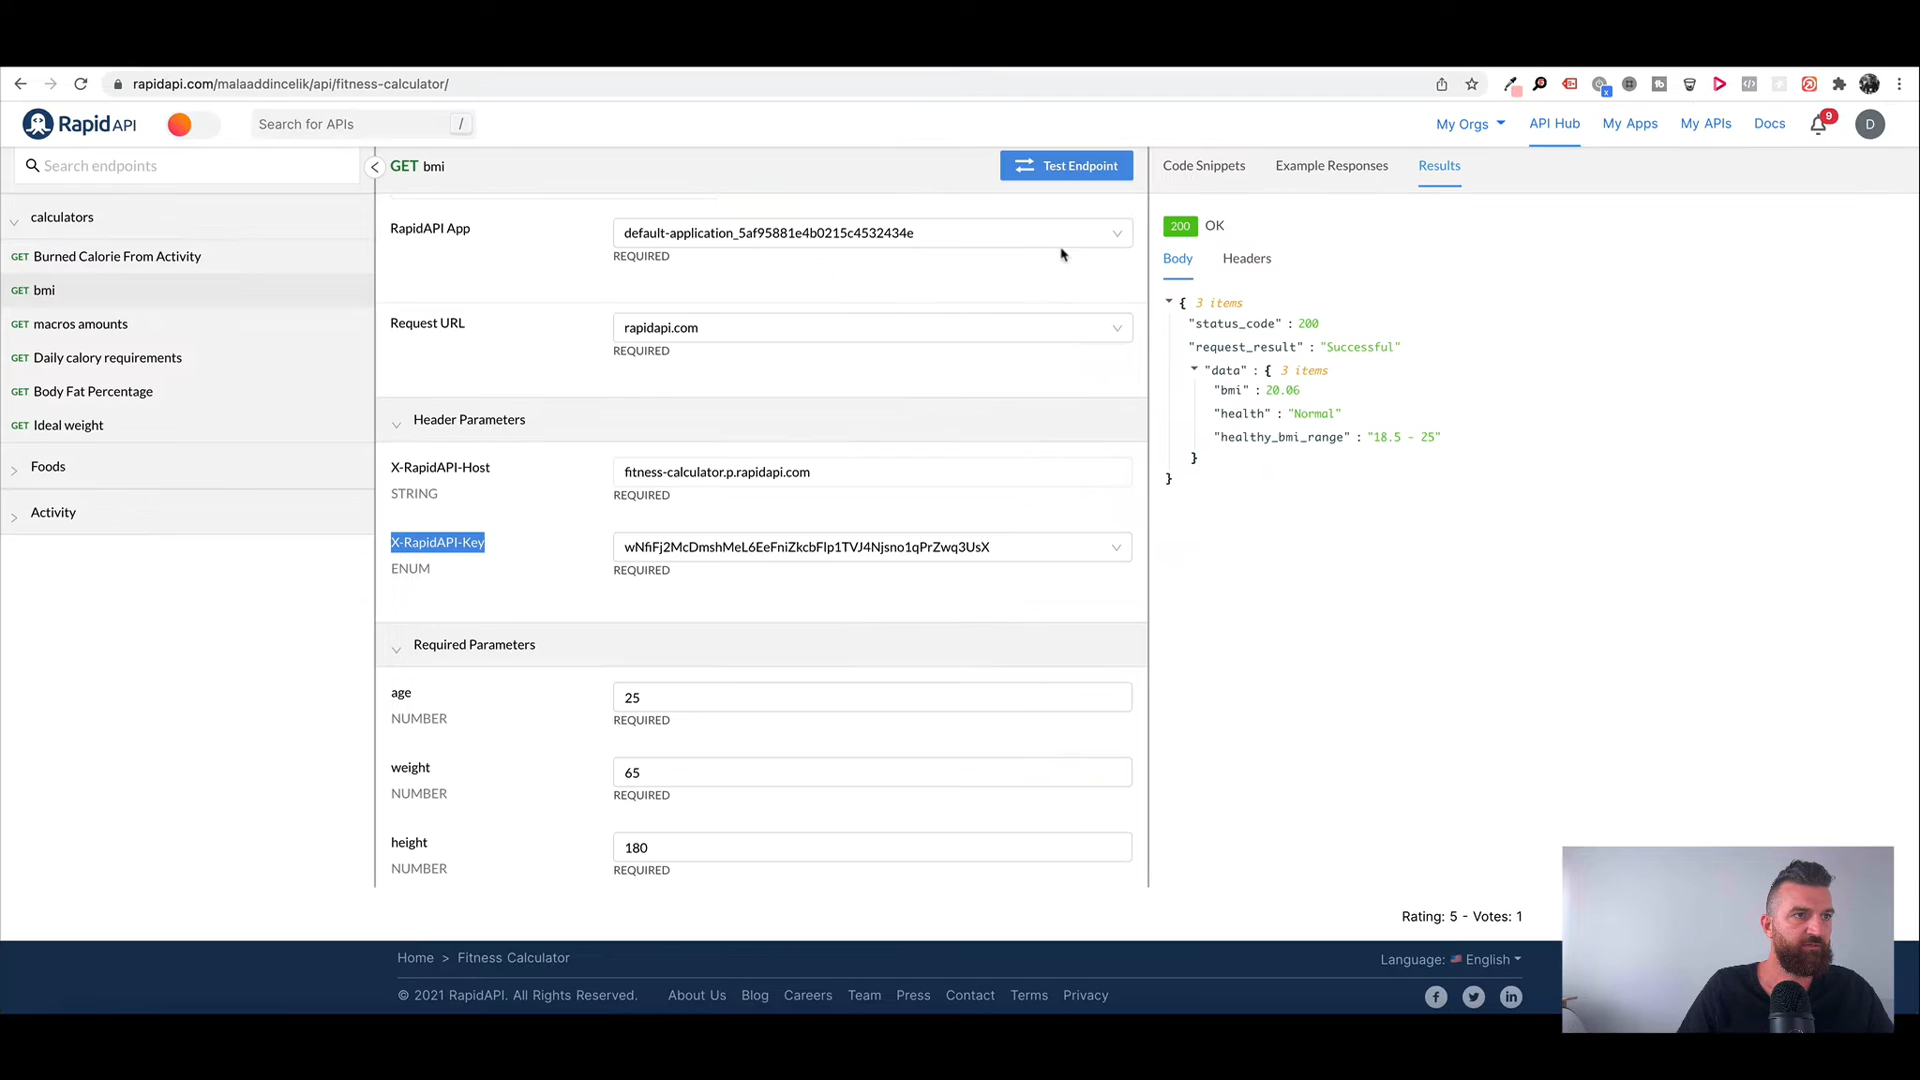 rapidapi.com/malaaddincelik/api/fitness-calculator/
Rapid API
Search for APIs
/
My Orgs
API Hub
My Apps
My APIs
Docs
9
D
Search endpoints
calculators
GET Burned Calorie From Activity
GET bmi
GET macros amounts
GET Daily calory requirements
GET Body Fat Percentage
GET Ideal weight
Foods
Activity
GET bmi
Test Endpoint
RapidAPI App
default-application_5af95881e4b0215c4532434e
REQUIRED
Request URL
rapidapi.com
REQUIRED
Header Parameters
X-RapidAPI-Host
STRING
fitness-calculator.p.rapidapi.com
REQUIRED
X-RapidAPI-Key
ENUM
wNfiFj2McDmshMeL6EeFniZkcbFlp1TVJ4Njsno1qPrZwq3UsX
REQUIRED
Required Parameters
age
NUMBER
25
REQUIRED
weight
NUMBER
65
REQUIRED
height
NUMBER
180
REQUIRED
Code Snippets
Example Responses
Results
200 OK
Body
Headers
{ 3 items
"status_code" : 200
"request_result" : "Successful"
"data" : { 3 items
"bmi" : 20.06
"health" : "Normal"
"healthy_bmi_range" : "18.5 - 25"
}
}
Rating: 5 - Votes: 1
Home > Fitness Calculator
Language: English
© 2021 RapidAPI. All Rights Reserved.
About Us
Blog
Careers
Team
Press
Contact
Terms
Privacy